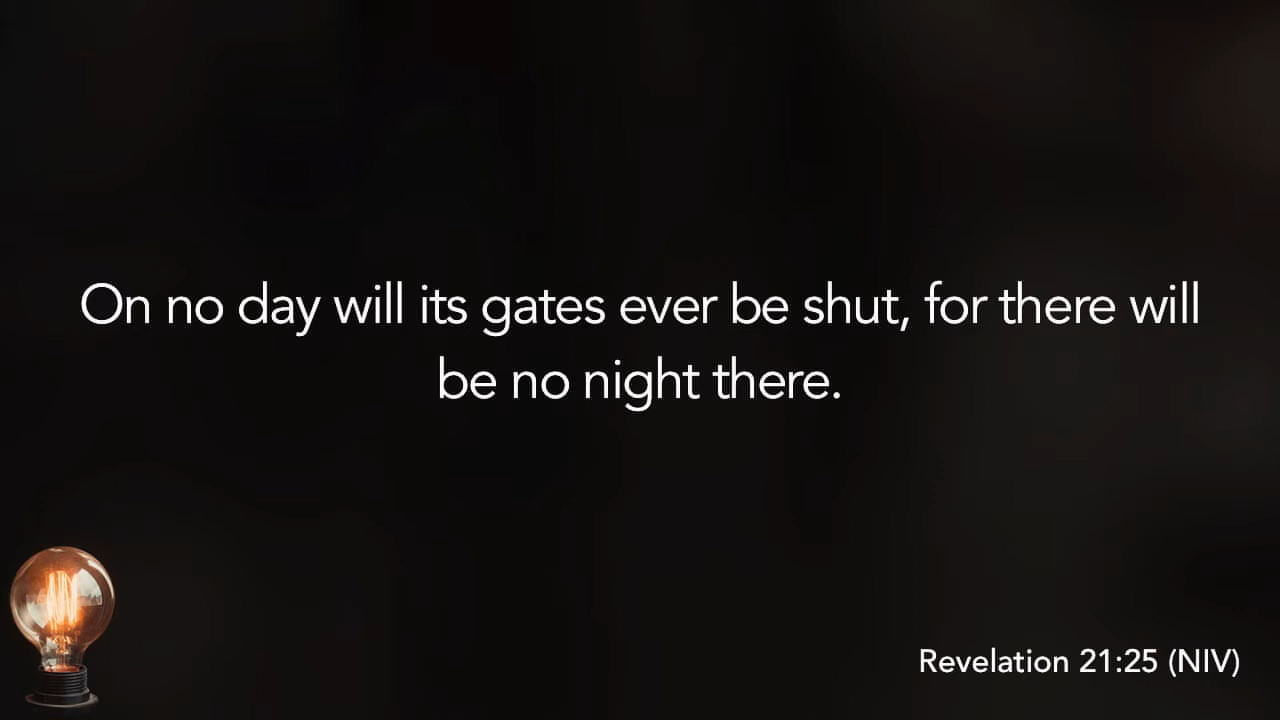 On no day will its gates ever be shut, for there will
be no night there.
Revelation 21:25 (NIV)